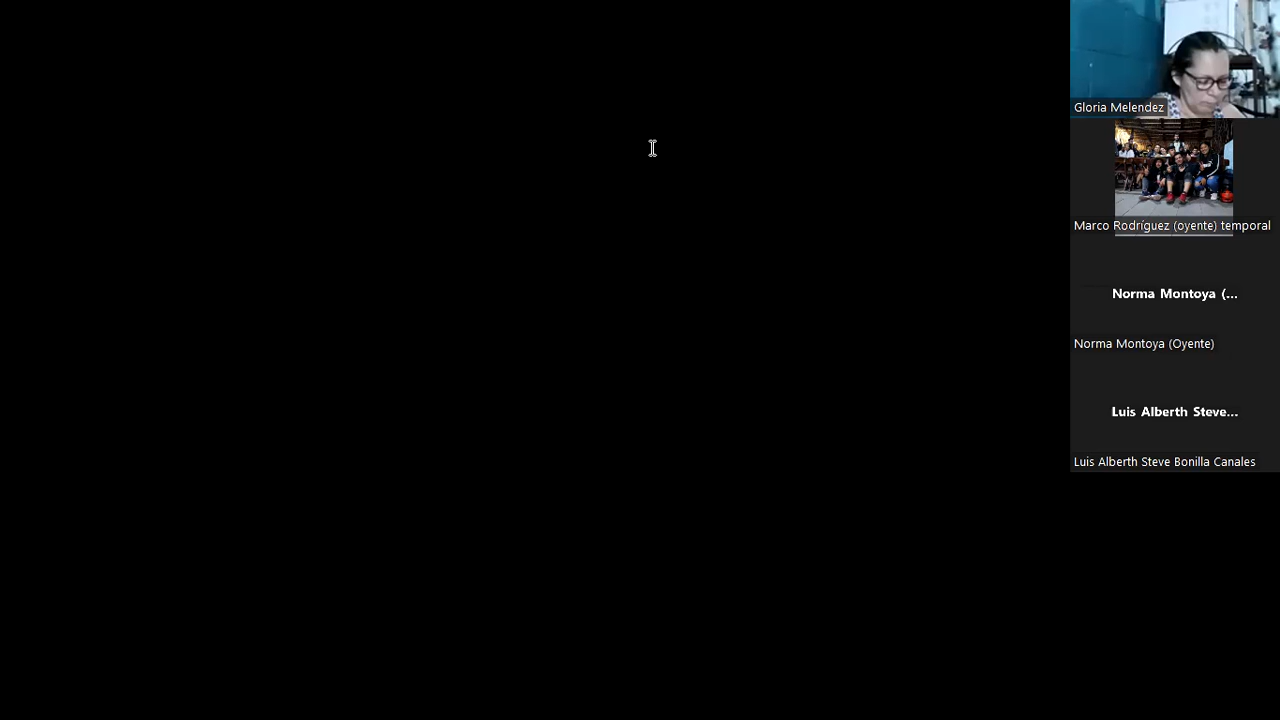 Gloria Melendez
Marco Rodríguez (oyente) temporal
Norma Montoya (...
Norma Montoya (Oyente)
Luis Alberth Steve...
Luis Alberth Steve Bonilla Canales